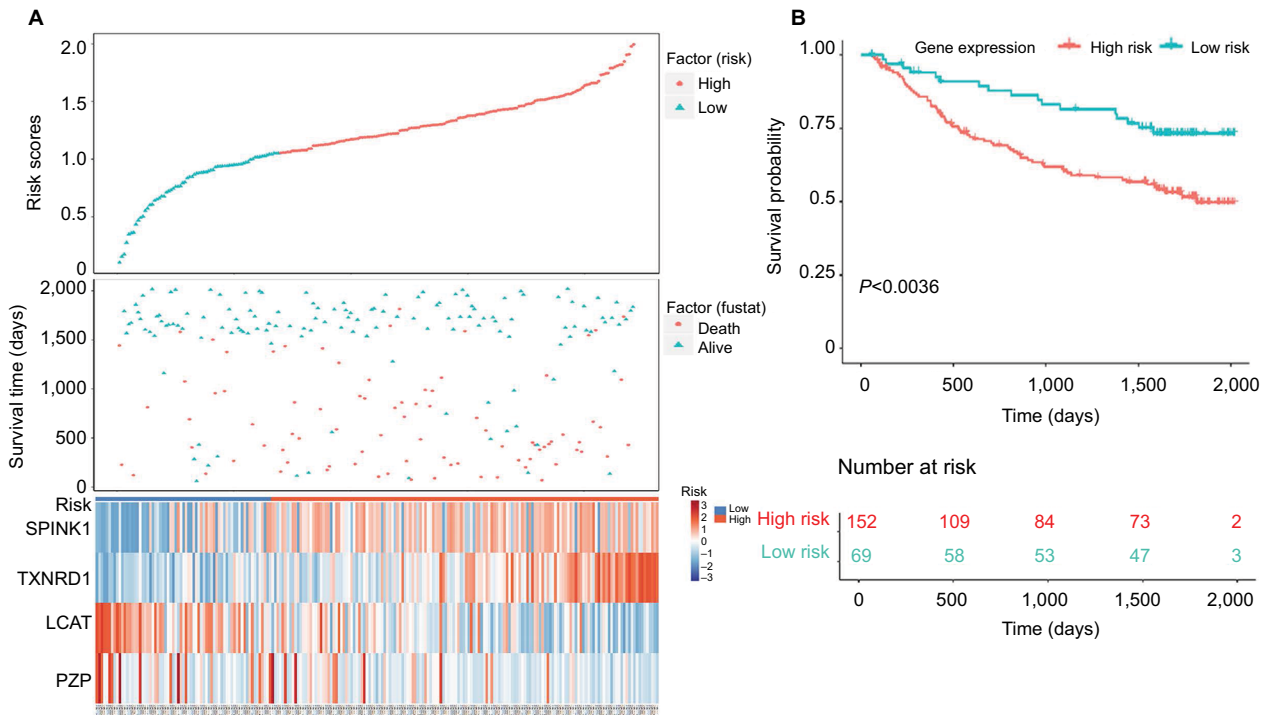 A
Risk scores
2.0
1.5
1.0
0.5
0
Factor (risk)
High
Low
Survival time (days)
2,000
1,500
1,000
500
0
Factor (fustat)
Death
Alive
Risk
SPINK1
TXNRD1
LCAT
PZP
Risk
3
2
1
0
–1
–2
–3
Low
High
B
Gene expression High risk Low risk
Survival probability
1.00
0.75
0.5
0.25
0
P<0.0036
0 500 1,000 1,500 2,000
Time (days)
Number at risk
High risk 152 109 84 73 2
Low risk 69 58 53 47 3
0 500 1,000 1,500 2,000
Time (days)